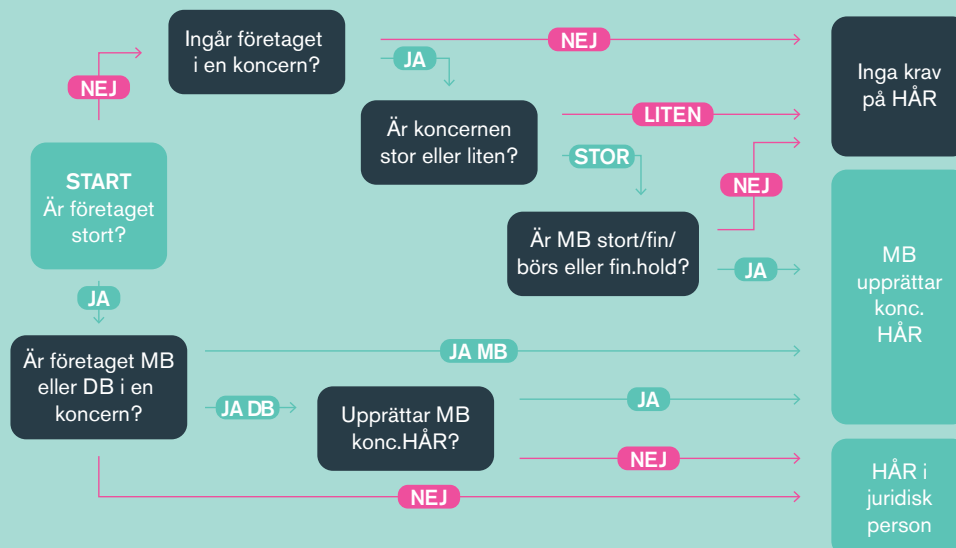 Ingår företaget
i en koncern?
NEJ
JA
NEJ
Inga krav
på HÅR
Är koncernen
stor eller liten?
LITEN
STOR
START
Är företaget
stort?
NEJ
Är MB stort/fin/
börs eller fin.hold?
JA
MB
upprättar
konc.
HÅR
JA
Är företaget MB
eller DB i en
koncern?
JA MB
JA DB
Upprättar MB
konc.HÅR?
JA
NEJ
NEJ
HÅR i
juridisk
person